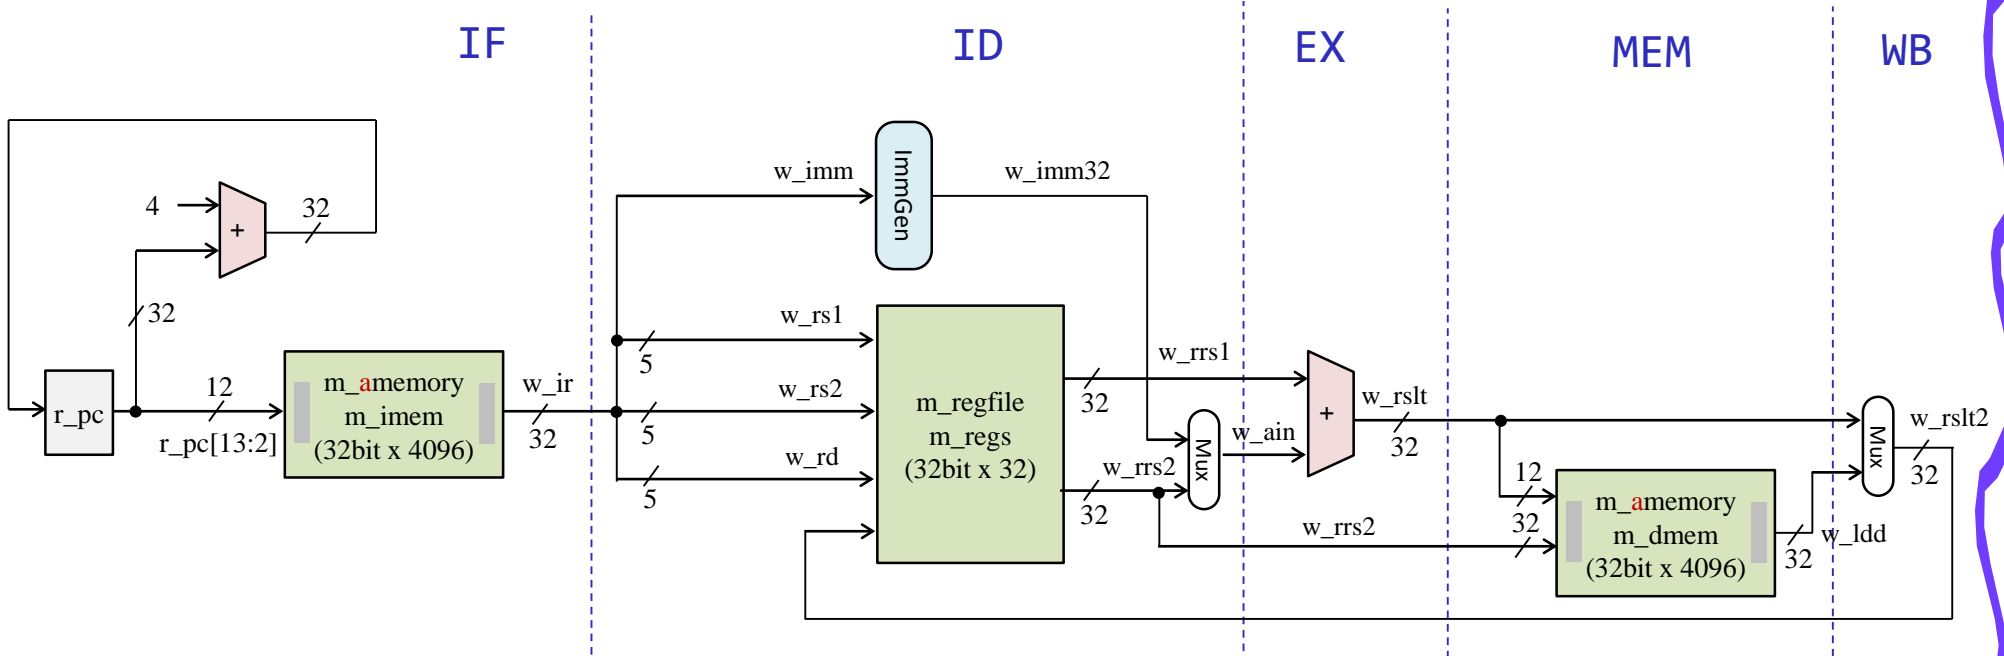 IF
ID
EX
MEM
WB
4
+
32
32
r_pc
12
r_pc[13:2]
m_amemory
m_imem
(32bit x 4096)
w_ir
32
w_imm
ImmGen
w_imm32
w_rs1
5
w_rs2
5
w_rd
5
m_regfile
m_regs
(32bit x 32)
w_rrs1
32
w_rrs2
32
Mux
w_ain
w_rrs2
+
w_rslt
32
12
32
m_amemory
m_dmem
(32bit x 4096)
32
w_ldd
Mux
w_rslt2
32